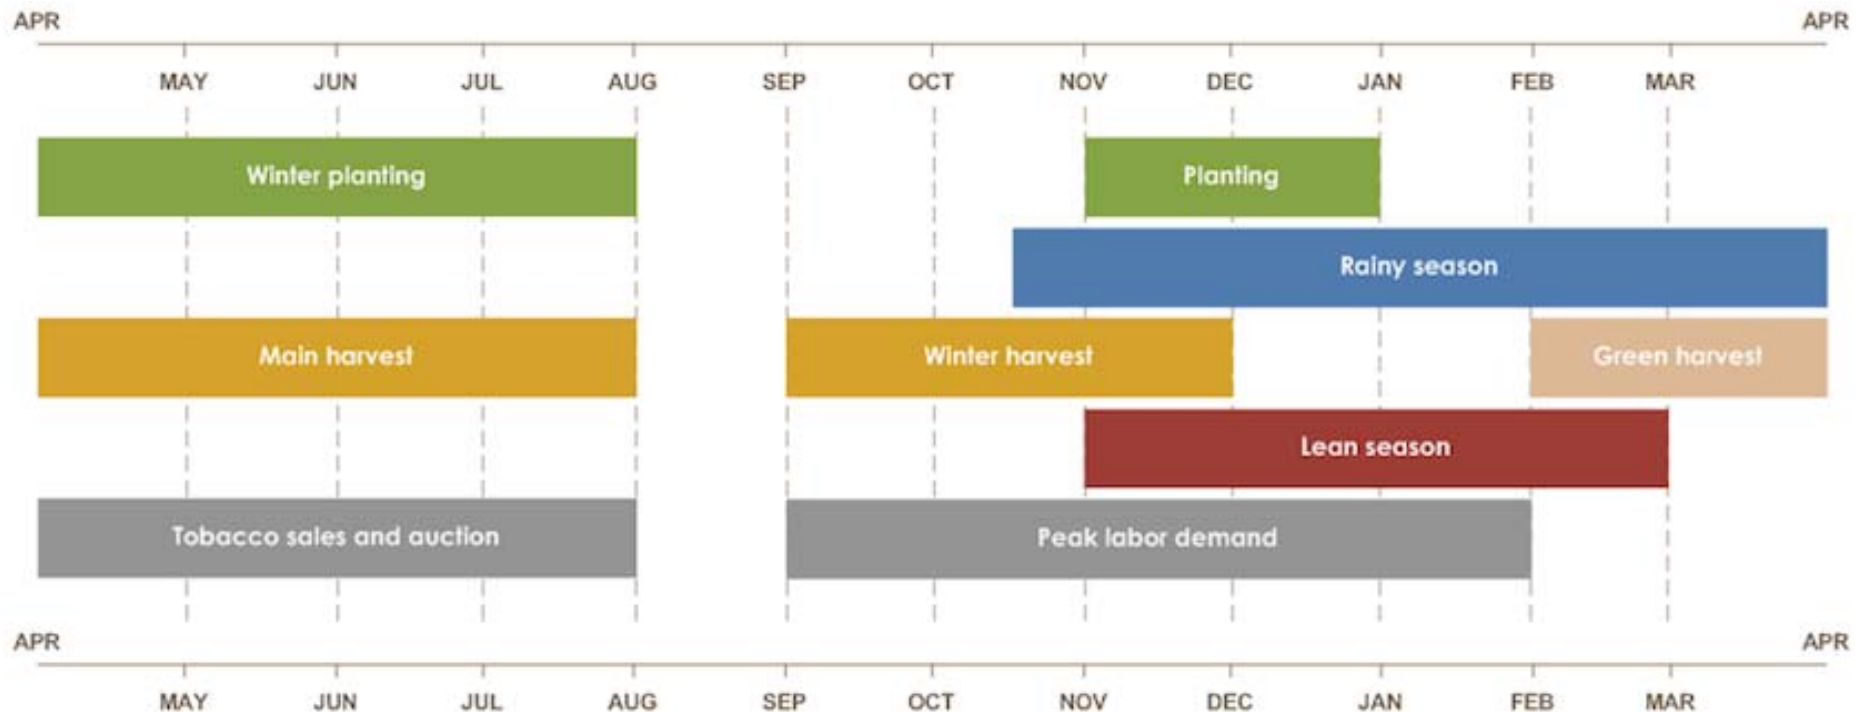 APR APR
MAY JUN JUL AUG SEP OCT NOV DEC JAN FEB MAR
Winter planting Planting
Rainy season
Main harvest Winter harvest Green harvest
Lean season
Tobacco sales and auction Peak labor demand
APR APR
MAY JUN JUL AUG SEP OCT NOV DEC JAN FEB MAR